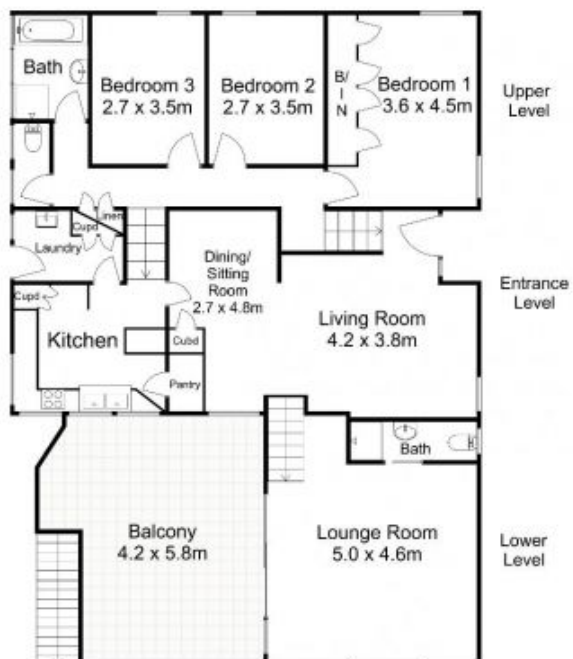 Bath
Bedroom 3
2.7 x 3.5m
Bedroom 2
2.7 x 3.5m
B/
IN
Bedroom 1
3.6 x 4.5m
Upper
Level
Linen
Cupd
Laundry
Dining/
Sitting
Room
2.7 x 4.8m
Entrance
Level
Cupd
Kitchen
Cubd
Living Room
4.2 x 3.8m
Pantry
Bath
Balcony
4.2 x 5.8m
Lounge Room
5.0 x 4.6m
Lower
Level